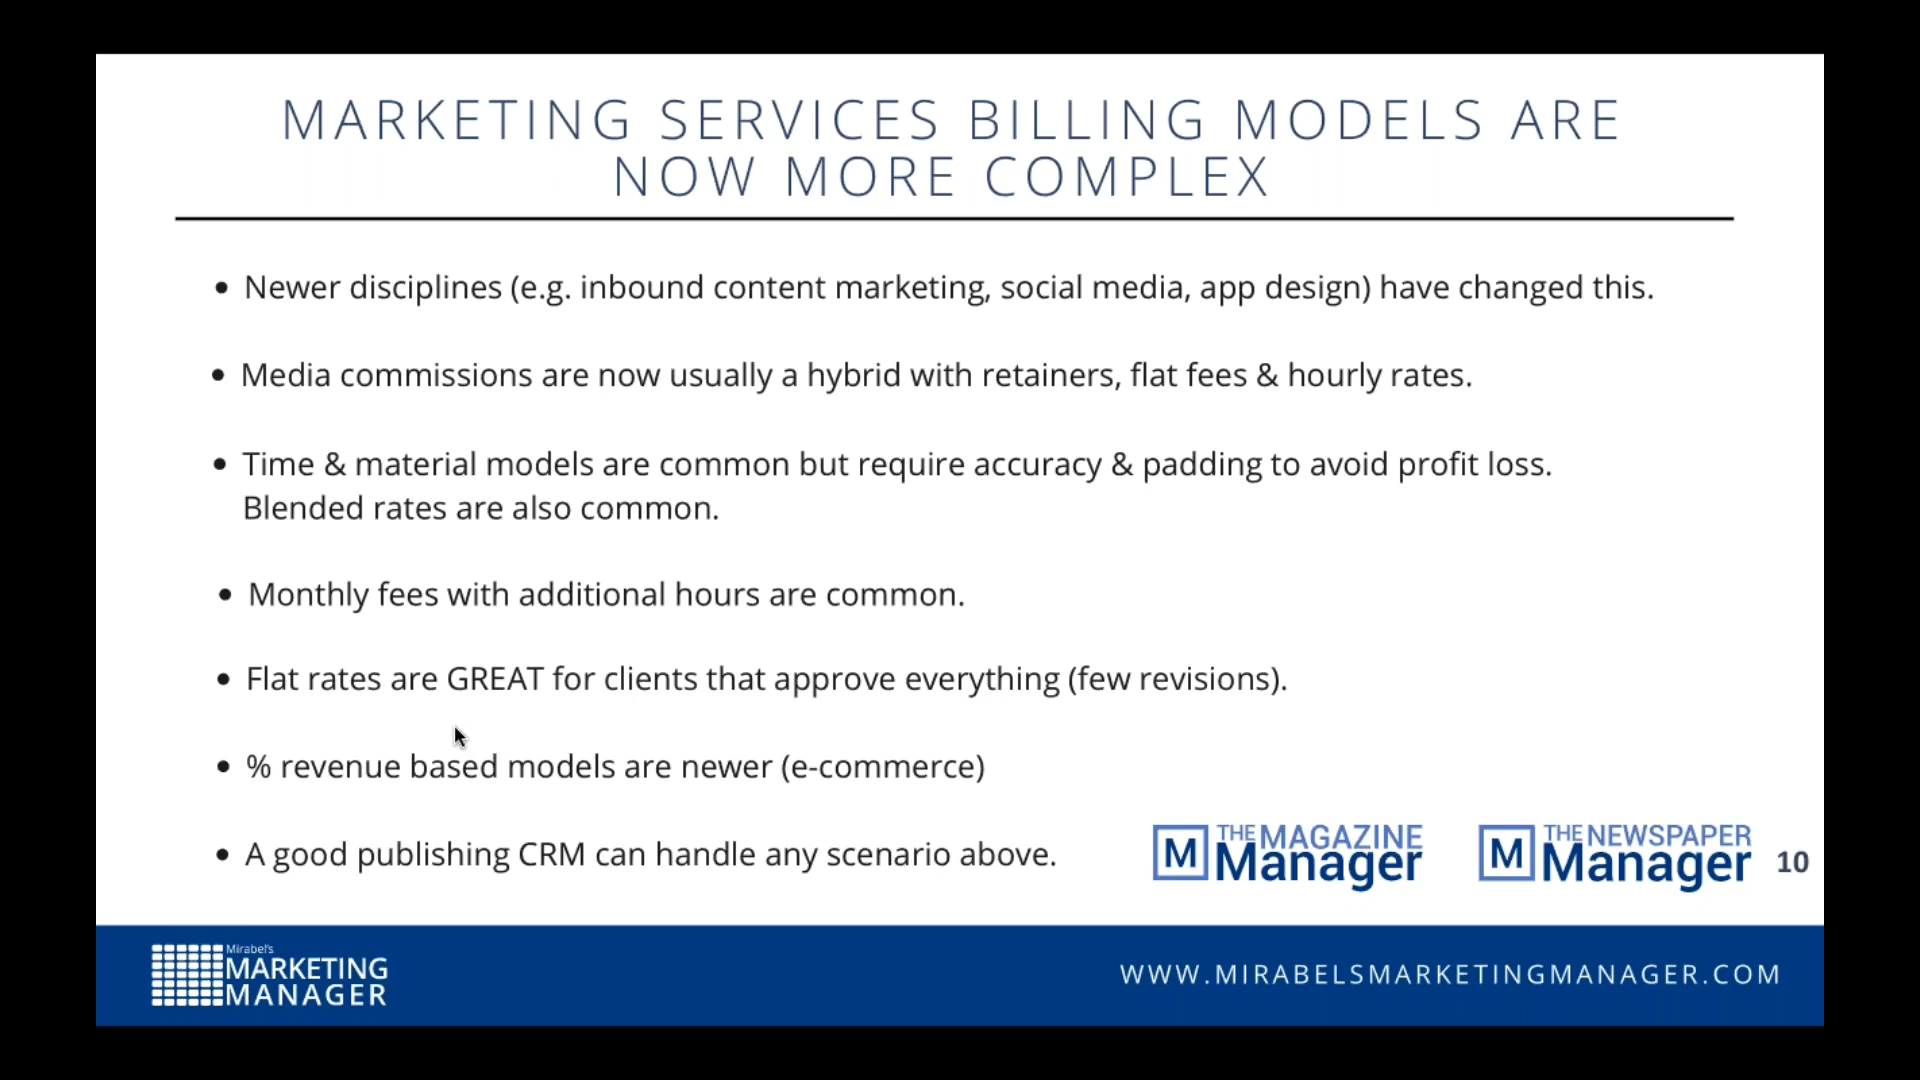 MARKETING SERVICES BILLING MODELS ARE
NOW MORE COMPLEX
• Newer disciplines (e.g. inbound content marketing, social media, app design) have changed this.
• Media commissions are now usually a hybrid with retainers, flat fees & hourly rates.
• Time & material models are common but require accuracy & padding to avoid profit loss.
Blended rates are also common.
• Monthly fees with additional hours are common.
• Flat rates are GREAT for clients that approve everything (few revisions).
• % revenue based models are newer (e-commerce)
• A good publishing CRM can handle any scenario above.
M THE MAGAZINE
Manager
M THE NEWSPAPER
Manager
10
Mirabel's
MARKETING
MANAGER
WWW.MIRABELSMARKETINGMANAGER.COM